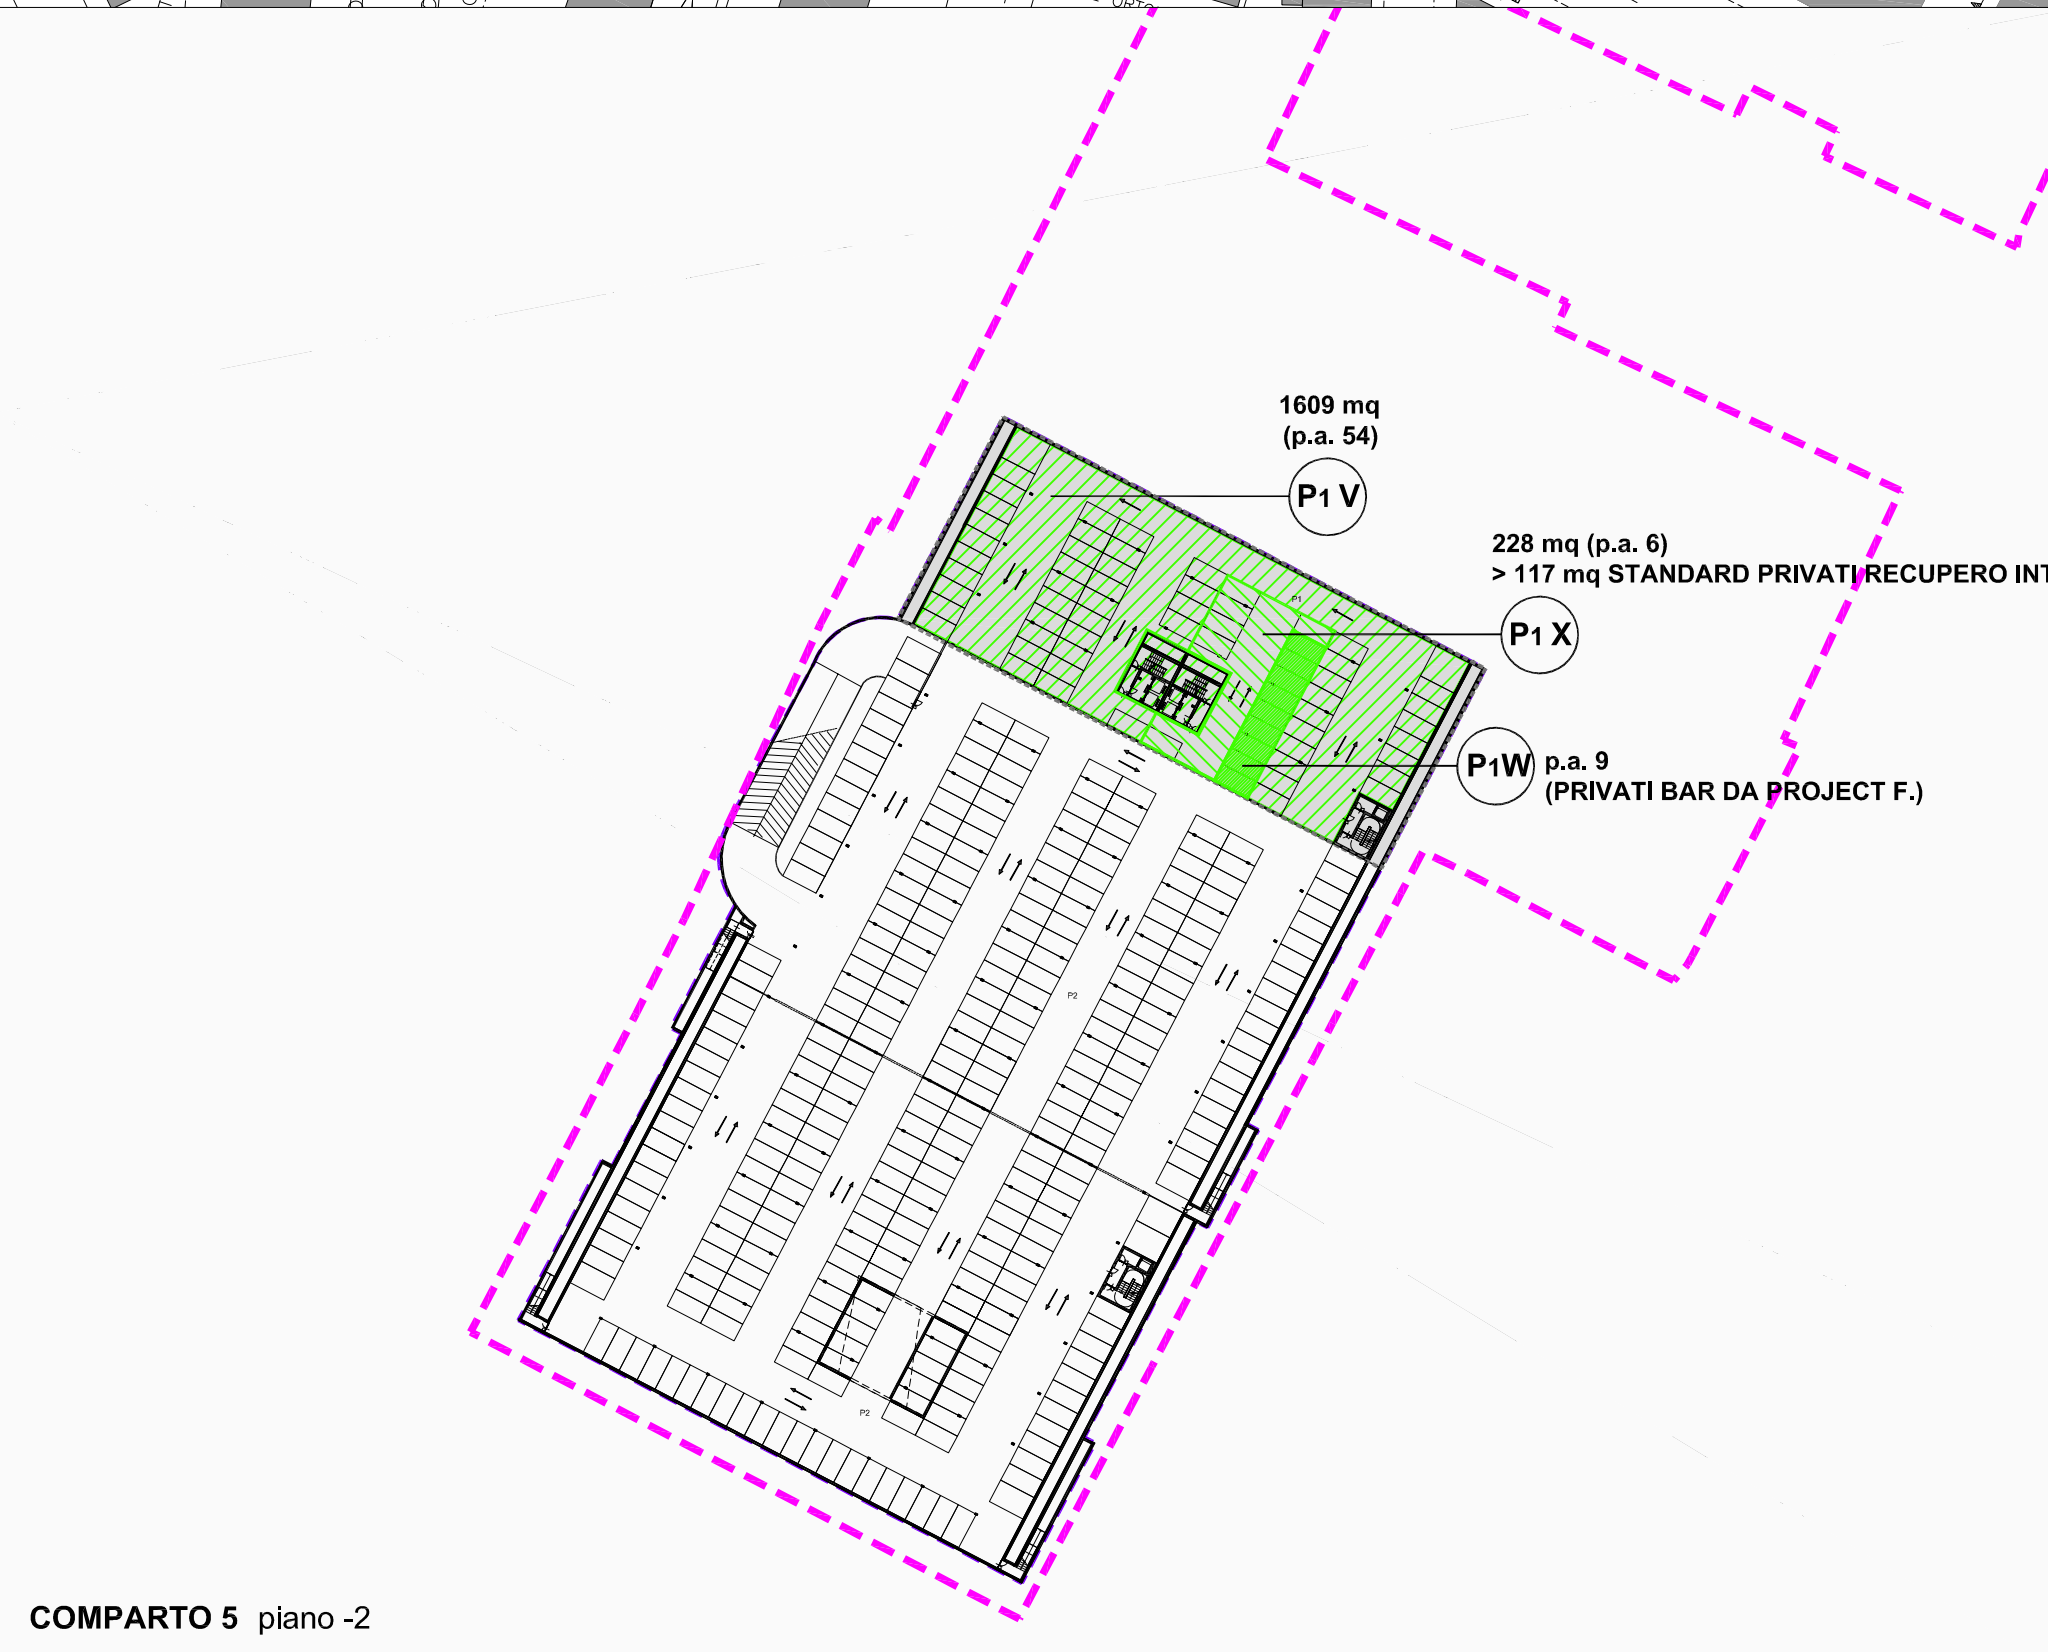 1609 mq
(p.a. 54)
P1 V
228 mq (p.a. 6)
> 117 mq STANDARD PRIVATI RECUPERO INT
P1
P1 X
P1W
p.a. 9
(PRIVATI BAR DA PROJECT F.)
P2
P2
COMPARTO 5 piano -2